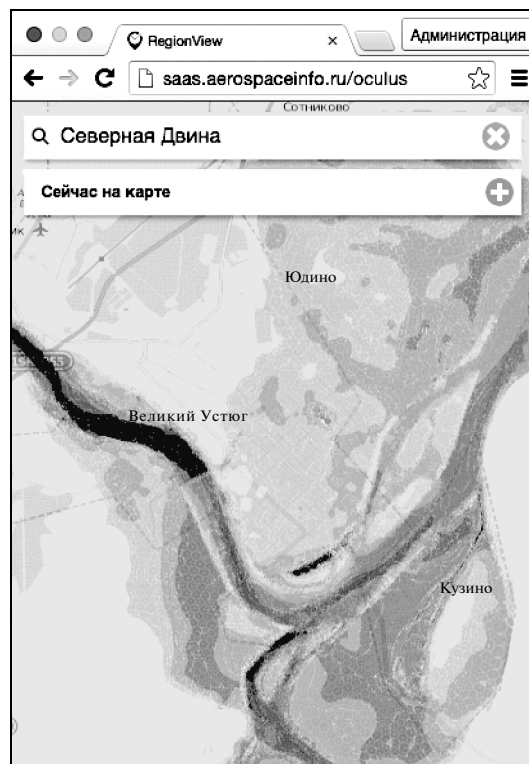 RegionView ×
Администрация
saas.aerospaceinfo.ru/oculus
Сотниково
Северная Двина
Сейчас на карте
Юдино
Великий Устюг
Кузино